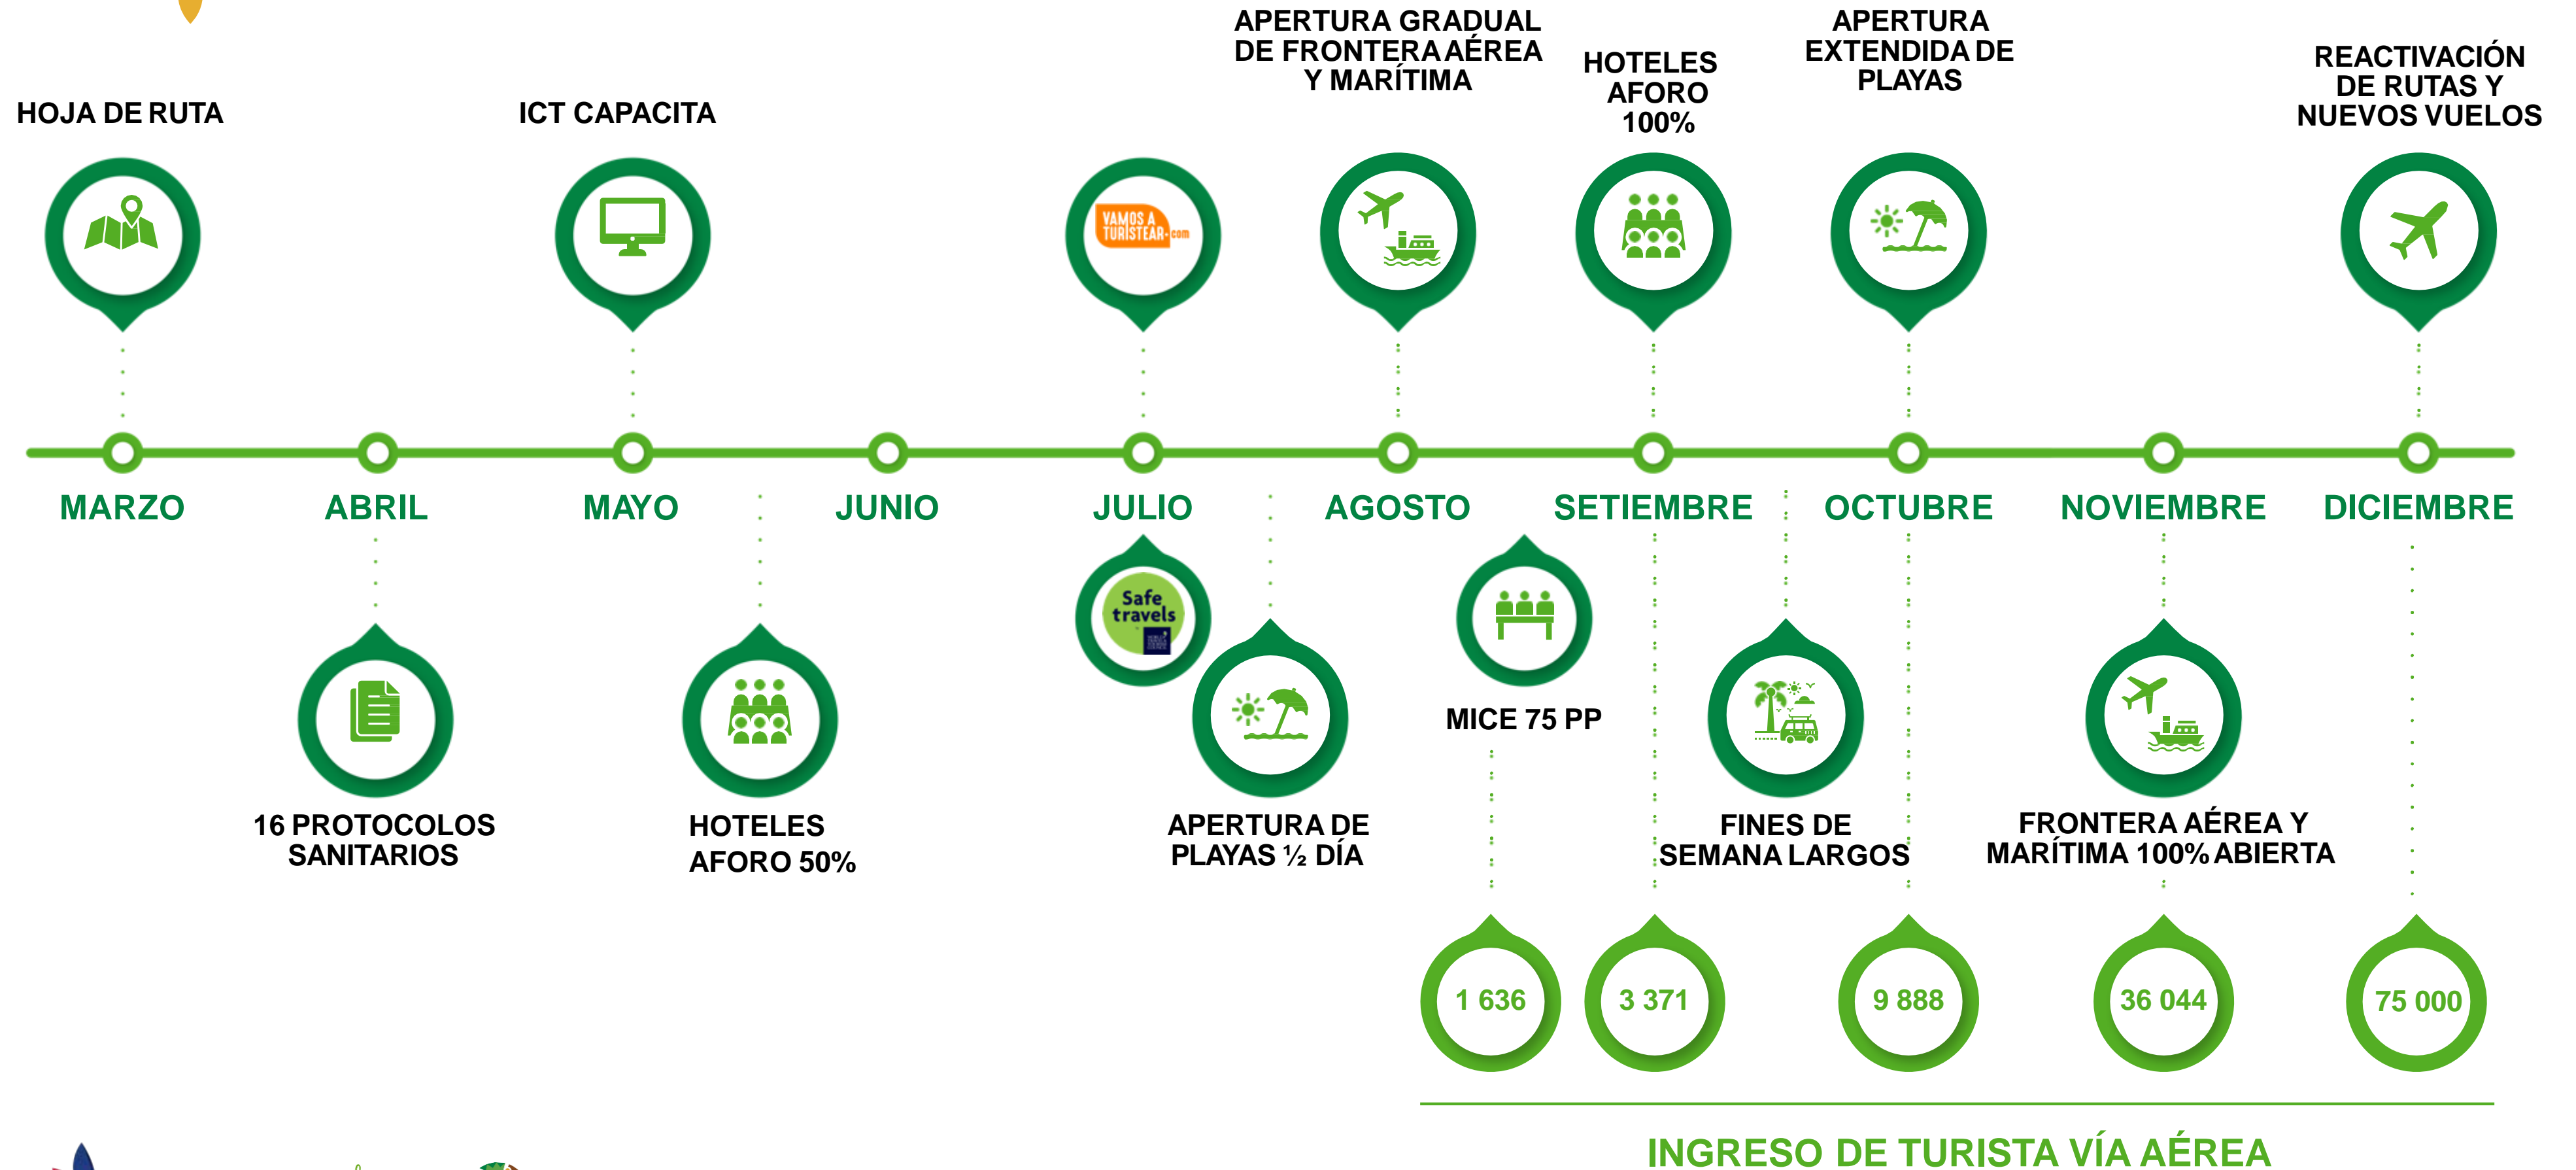 APERTURA GRADUAL
DE FRONTERA AÉREA
Y MARÍTIMA
HOTELES
AFORO
100%
APERTURA
EXTENDIDA DE
PLAYAS
REACTIVACIÓN
DE RUTAS Y
NUEVOS VUELOS
HOJA DE RUTA
ICT CAPACITA
VAMOS A
TURISTEAR.com
MARZO
ABRIL
MAYO
JUNIO
JULIO
AGOSTO
SETIEMBRE
OCTUBRE
NOVIEMBRE
DICIEMBRE
Safe
travels
MICE 75 PP
16 PROTOCOLOS
SANITARIOS
HOTELES
AFORO 50%
APERTURA DE
PLAYAS ½ DÍA
FINES DE
SEMANA LARGOS
FRONTERA AÉREA Y
MARÍTIMA 100% ABIERTA
1 636
3 371
9 888
36 044
75 000
INGRESO DE TURISTA VÍA AÉREA